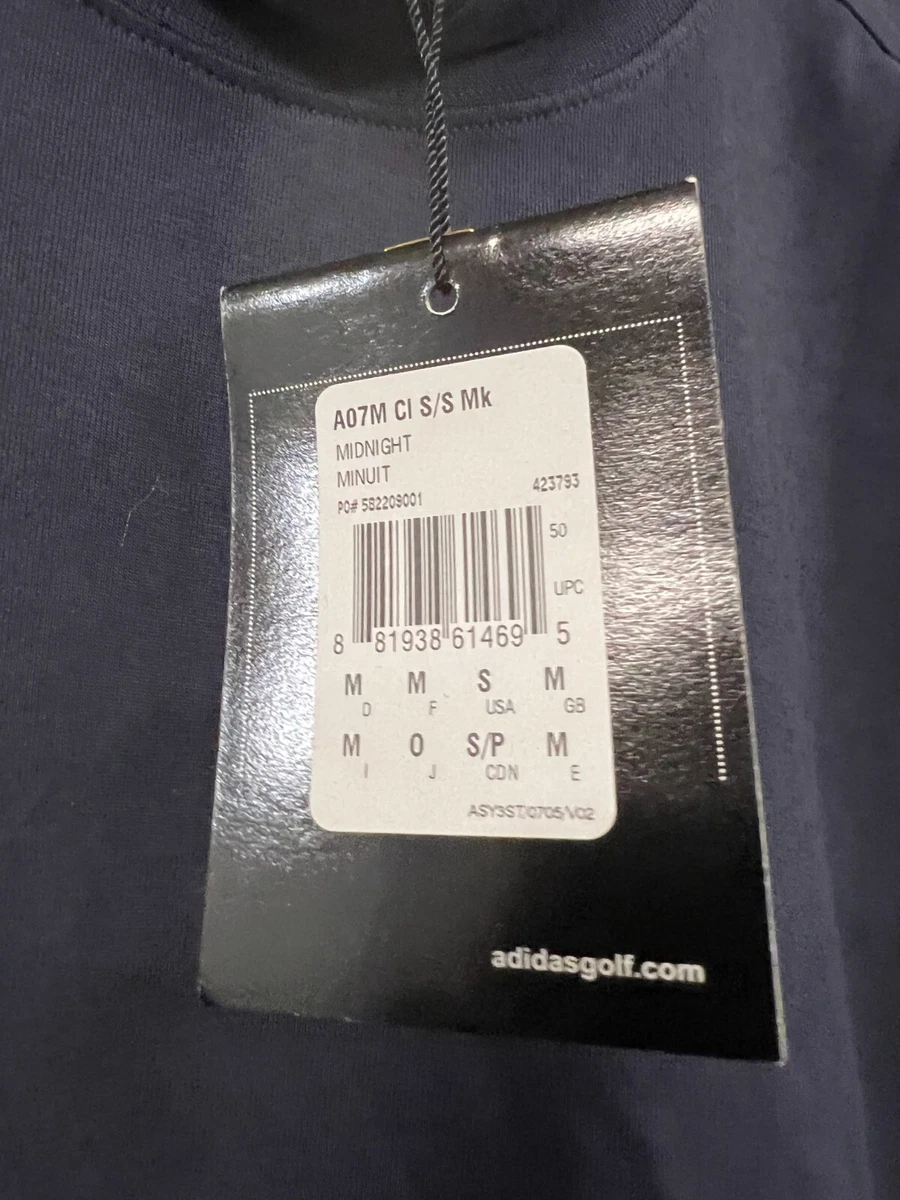 A07M Cl S/S Mk
MIDNIGHT
MINUIT
PO# 582209001 423793
50
UPC
8 81938 61469 5
M M S M
D F USA GB
M O S/P M
I J CDN E
ASY3ST/0705/V02
adidasgolf.com